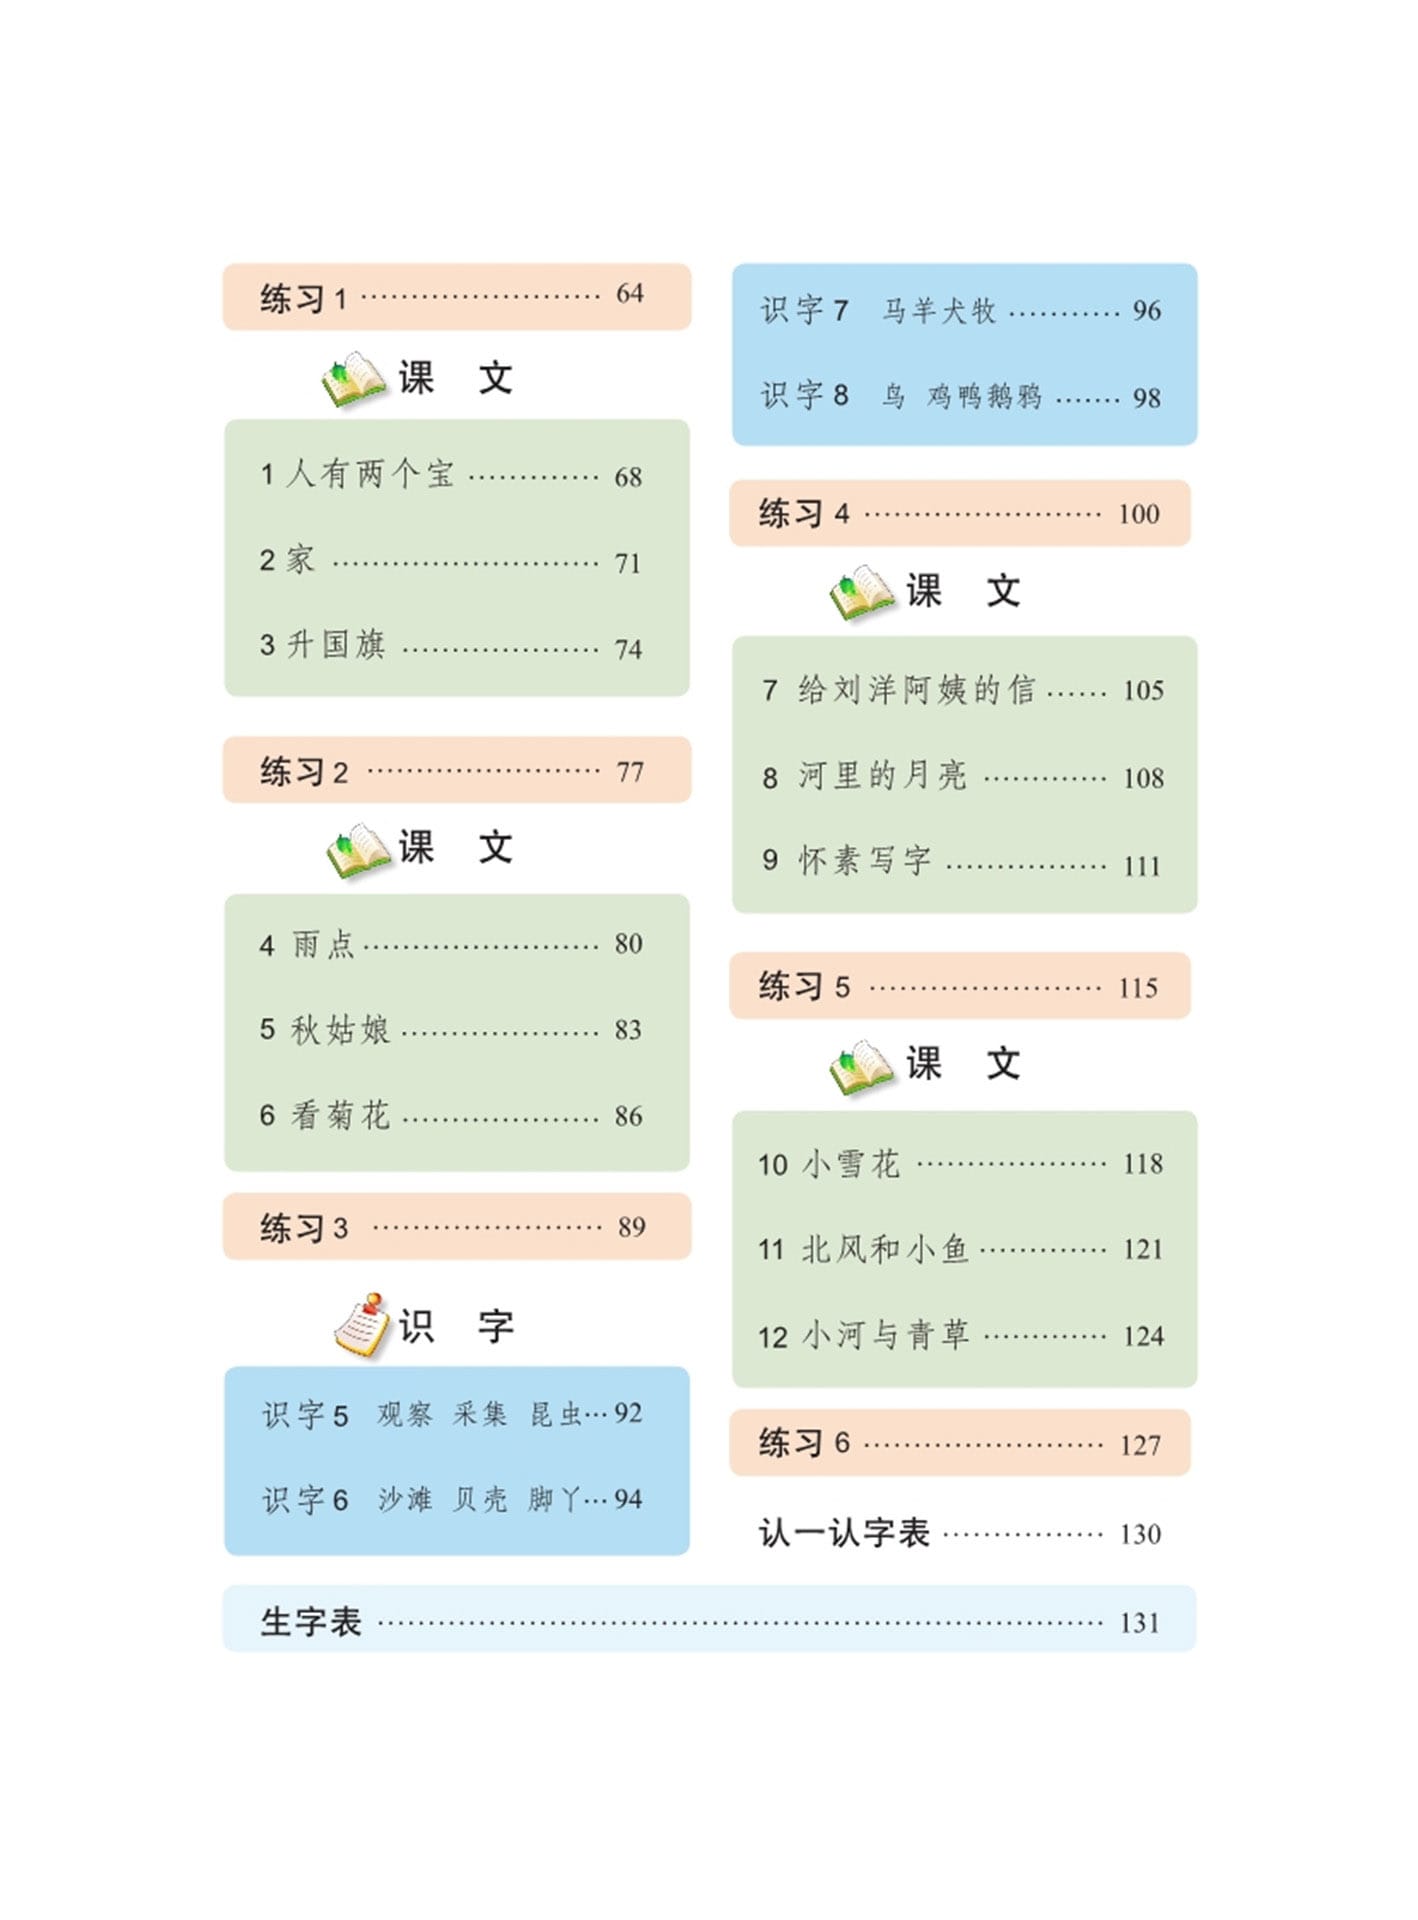 练习1 ························ 64
课 文
1 人有两个宝 ············· 68
2 家 ··························· 71
3 升国旗 ···················· 74
练习2 ························ 77
课 文
4 雨点 ························ 80
5 秋姑娘 ···················· 83
6 看菊花 ···················· 86
练习3 ························ 89
识 字
识字5 观察 采集 昆虫··· 92
识字6 沙滩 贝壳 脚丫··· 94
识字7 马羊犬牧 ··········· 96
识字8 鸟 鸡鸭鹅鸦 ······· 98
练习4 ························ 100
课 文
7 给刘洋阿姨的信 ······ 105
8 河里的月亮 ············· 108
9 怀素写字 ················ 111
练习5 ························ 115
课 文
10 小雪花 ··················· 118
11 北风和小鱼 ············· 121
12 小河与青草 ············· 124
练习6 ························ 127
认一认字表 ················ 130
生字表 ········································································ 131